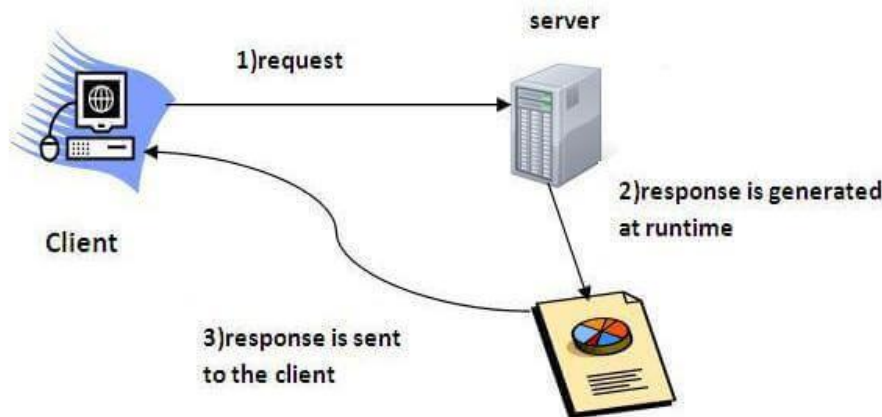 server
1)request
Client
2)response is generated
at runtime
3)response is sent
to the client